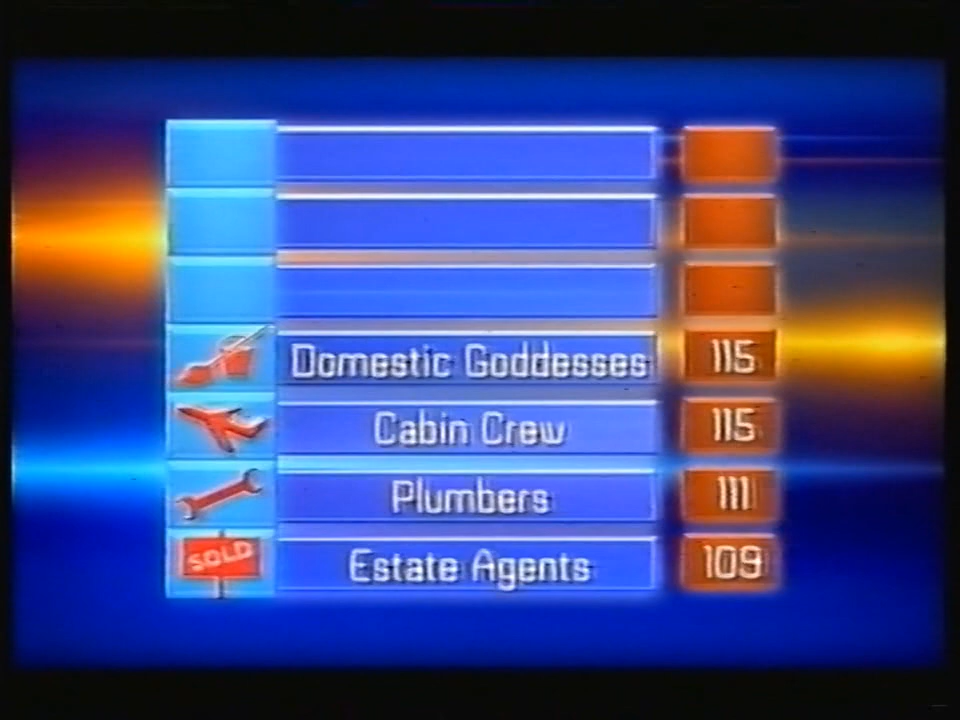 Domestic Goddesses 115
Cabin Crew 115
Plumbers 111
SOLD
Estate Agents 109